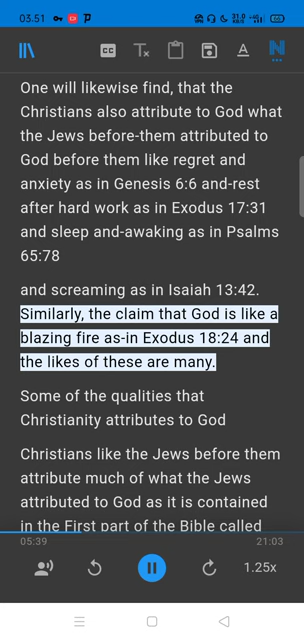 03.51
CC
One will likewise find, that the
Christians also attribute to God what
the Jews before-them attributed to
God before them like regret and
anxiety as in Genesis 6:6 and-rest
after hard work as in Exodus 17:31
and sleep and-awaking as in Psalms
65:78
and screaming as in Isaiah 13:42.
Similarly, the claim that God is like a
blazing fire as-in Exodus 18:24 and
the likes of these are many.
Some of the qualities that
Christianity attributes to God
Christians like the Jews before them
attribute much of what the Jews
attributed to God as it is contained
in the First part of the Bible called
05:39 21:03
1.25x